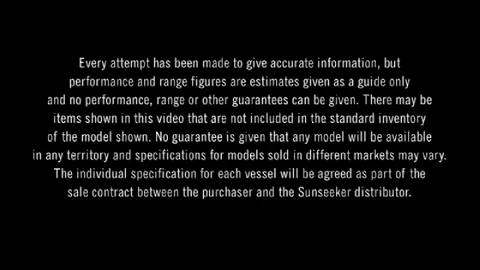 Every attempt has been made to give accurate information, but
performance and range figures are estimates given as a guide only
and no performance, range or other guarantees can be given. There may be
items shown in this video that are not included in the standard inventory
of the model shown. No guarantee is given that any model will be available
in any territory and specifications for models sold in different markets may vary.
The individual specification for each vessel will be agreed as part of the
sale contract between the purchaser and the Sunseeker distributor.